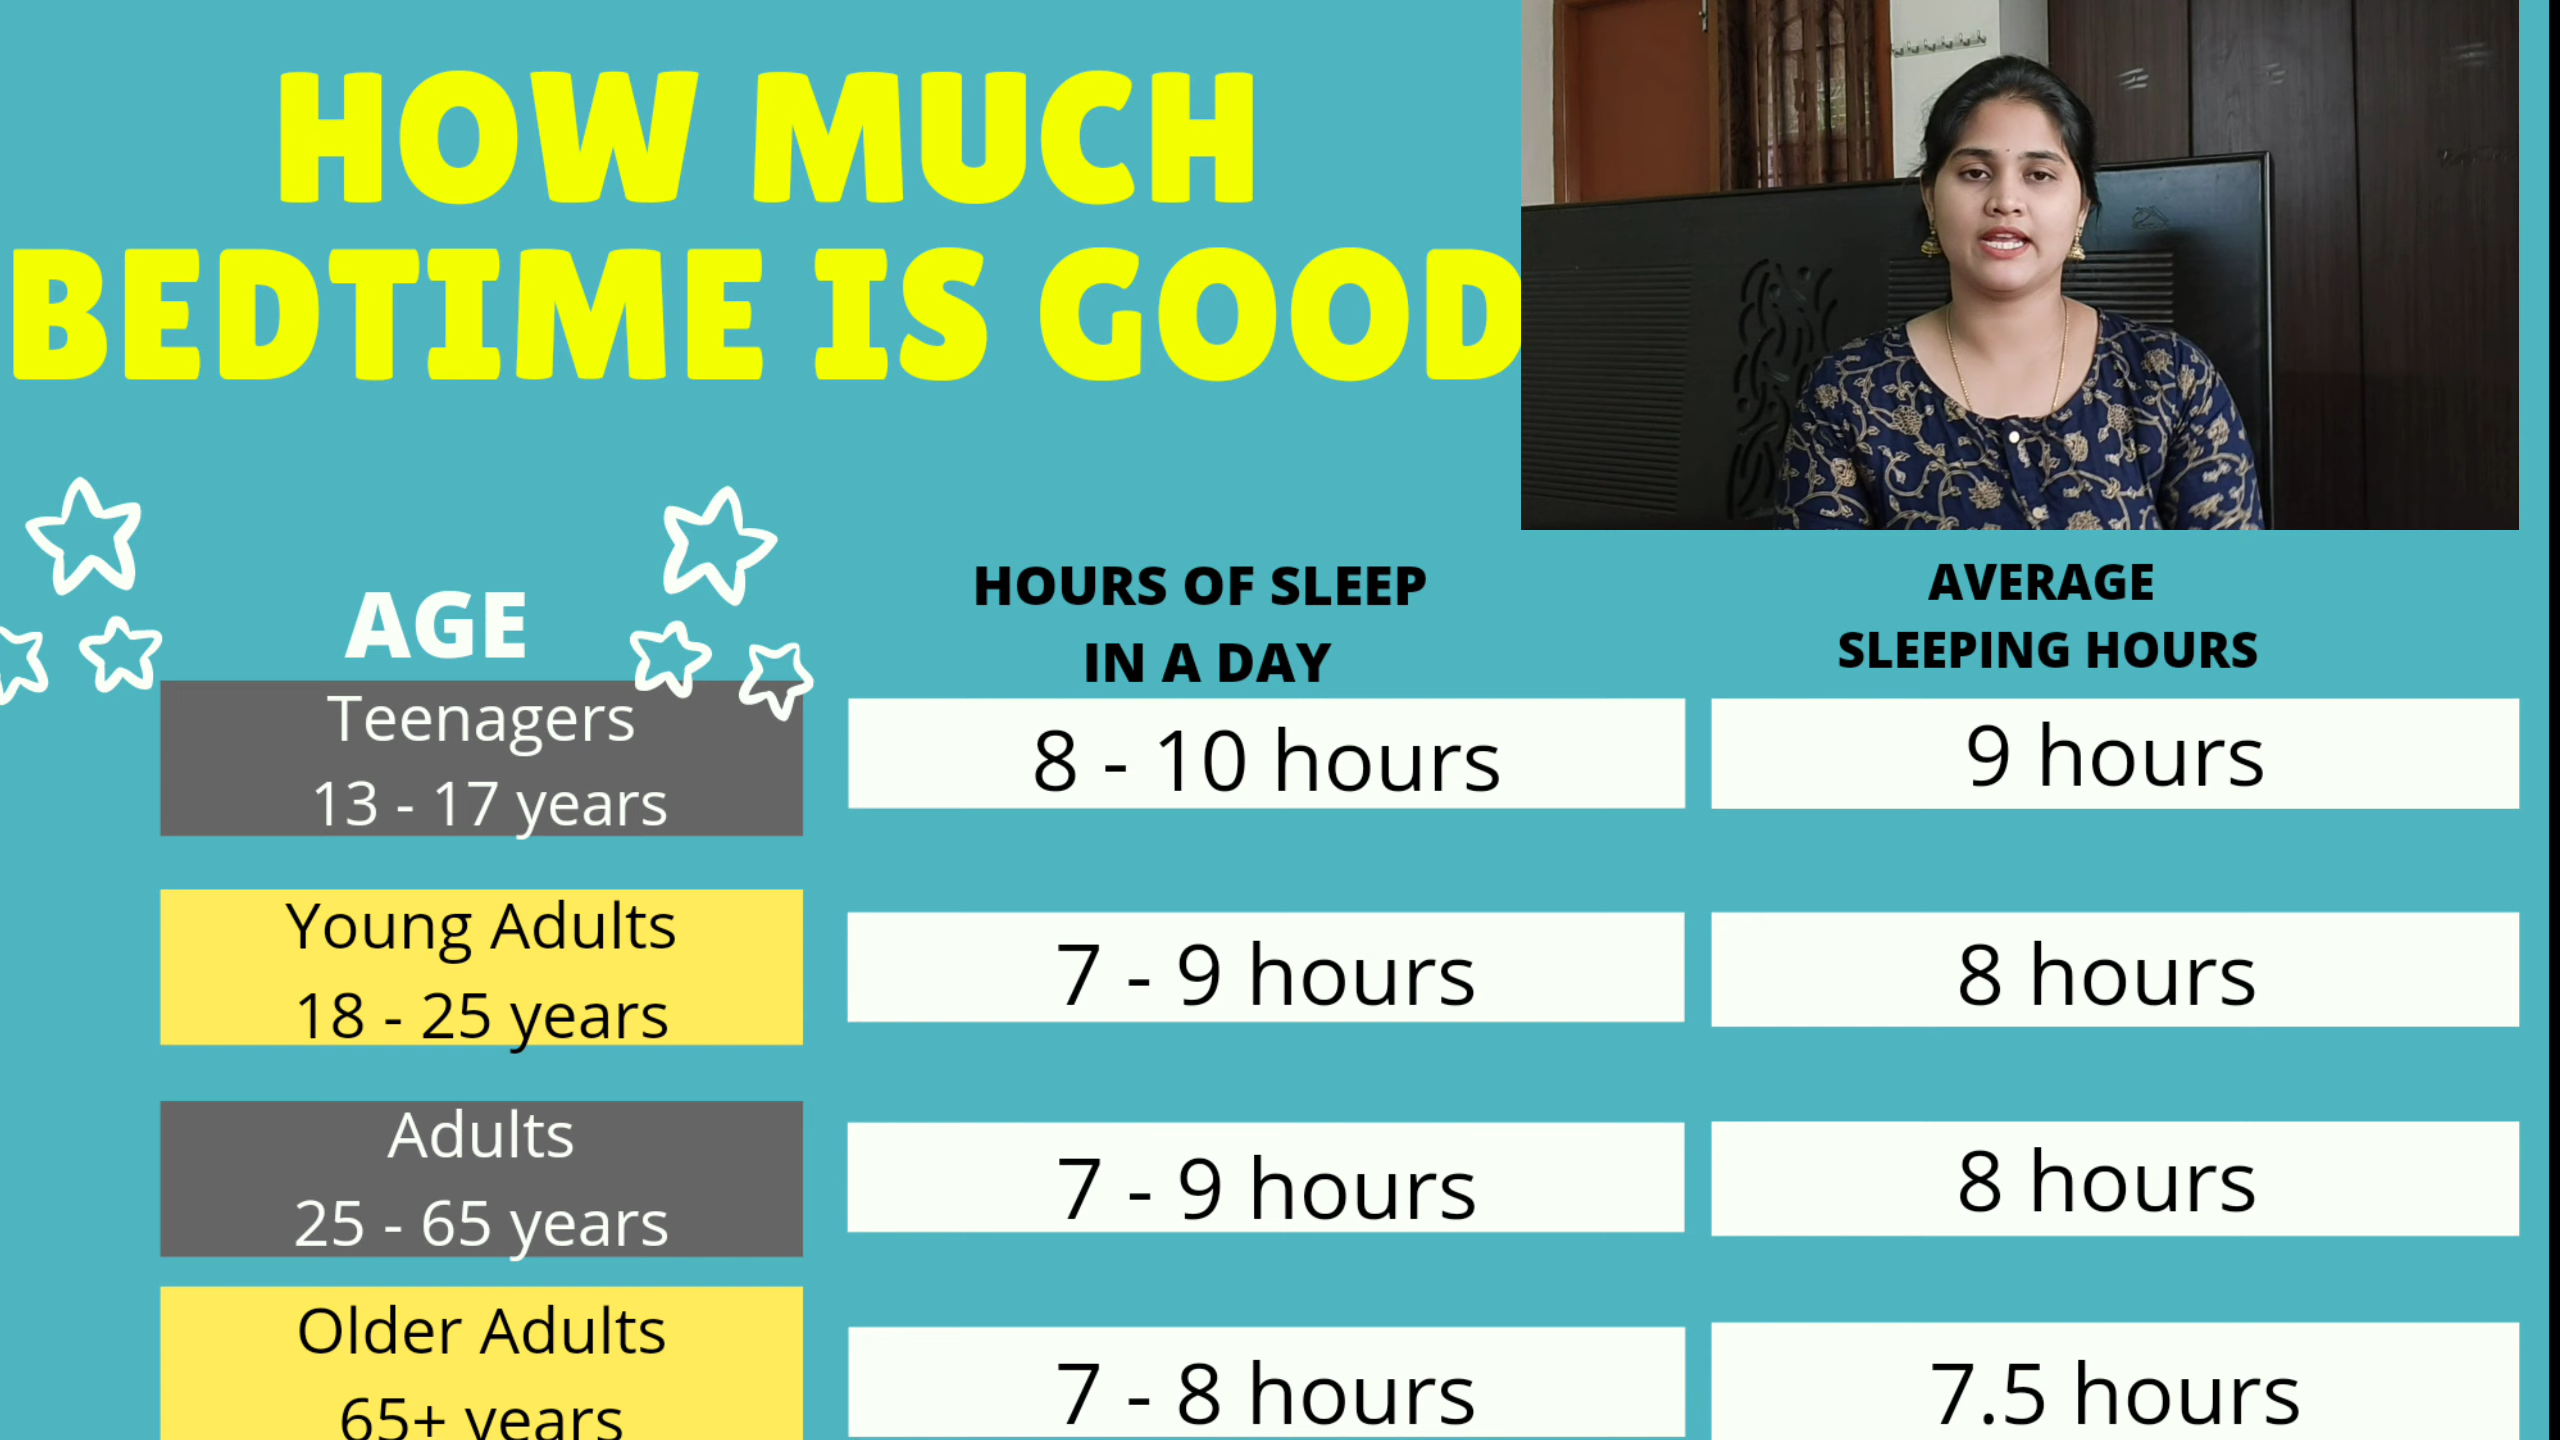 HOW MUCH
BEDTIME IS GOOD
AGE
HOURS OF SLEEP
IN A DAY
AVERAGE
SLEEPING HOURS
Teenagers
13 - 17 years
8 - 10 hours
9 hours
Young Adults
18 - 25 years
7 - 9 hours
8 hours
Adults
25 - 65 years
7 - 9 hours
8 hours
Older Adults
65+ years
7 - 8 hours
7.5 hours